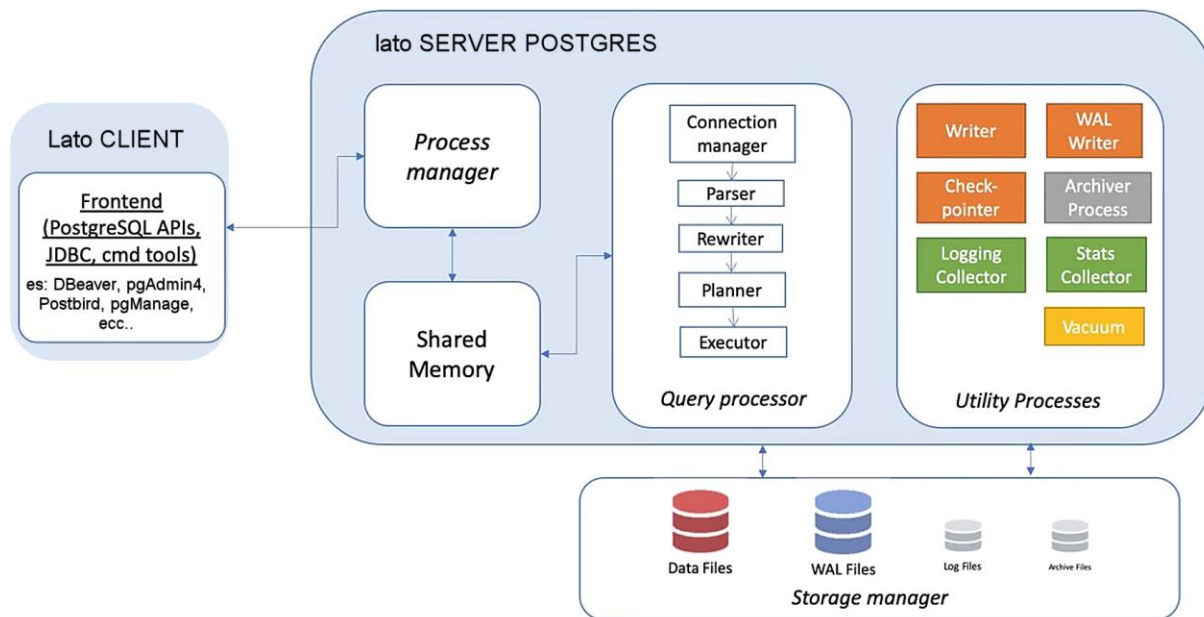 lato SERVER POSTGRES
Lato CLIENT
Frontend
(PostgreSQL APIs,
JDBC, cmd tools)
es: DBeaver, pgAdmin4,
Postbird, pgManage,
ecc..
Process
manager
Shared
Memory
Connection
manager
Parser
Rewriter
Planner
Executor
Query processor
Writer
WAL
Writer
Check-
pointer
Archiver
Process
Logging
Collector
Stats
Collector
Vacuum
Utility Processes
Data Files
WAL Files
Log Files
Archive Files
Storage manager